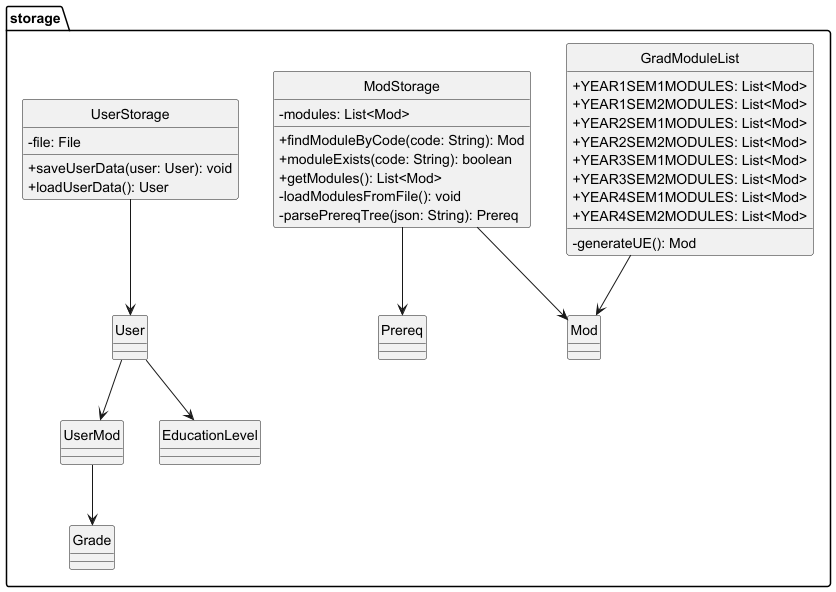 storage
UserStorage
-file: File
+saveUserData(user: User): void
+loadUserData(): User
ModStorage
-modules: List<Mod>
+findModuleByCode(code: String): Mod
+moduleExists(code: String): boolean
+getModules(): List<Mod>
-loadModulesFromFile(): void
-parsePrereqTree(json: String): Prereq
GradModuleList
+YEAR1SEM1MODULES: List<Mod>
+YEAR1SEM2MODULES: List<Mod>
+YEAR2SEM1MODULES: List<Mod>
+YEAR2SEM2MODULES: List<Mod>
+YEAR3SEM1MODULES: List<Mod>
+YEAR3SEM2MODULES: List<Mod>
+YEAR4SEM1MODULES: List<Mod>
+YEAR4SEM2MODULES: List<Mod>
-generateUE(): Mod
User
Prereq
Mod
UserMod
EducationLevel
Grade